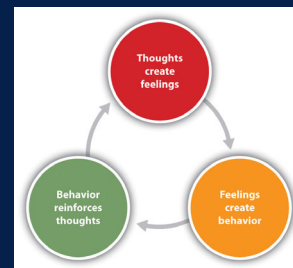 Thoughts
create
feelings
Feelings
create
behavior
Behavior
reinforces
thoughts